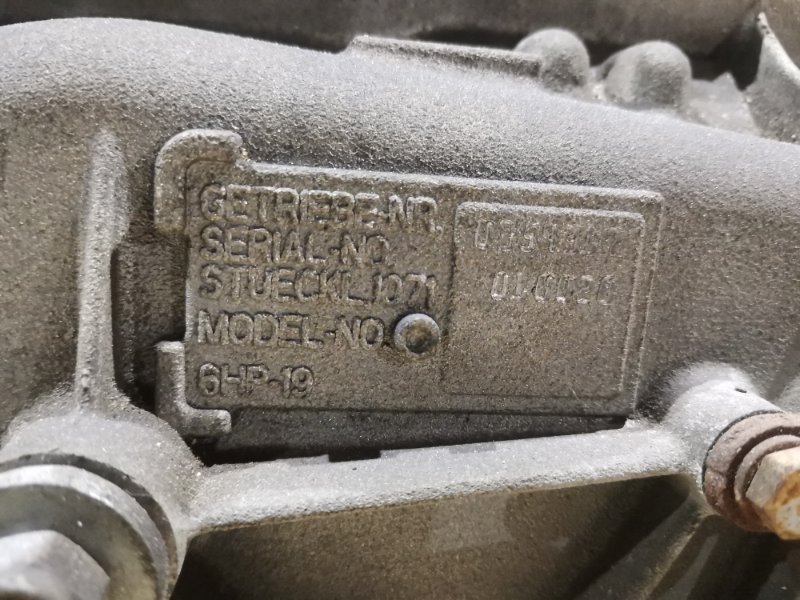 GETRIEBE-NR.
SERIAL-NO.
STUECKL.1071
MODEL-NO.
6HP-19